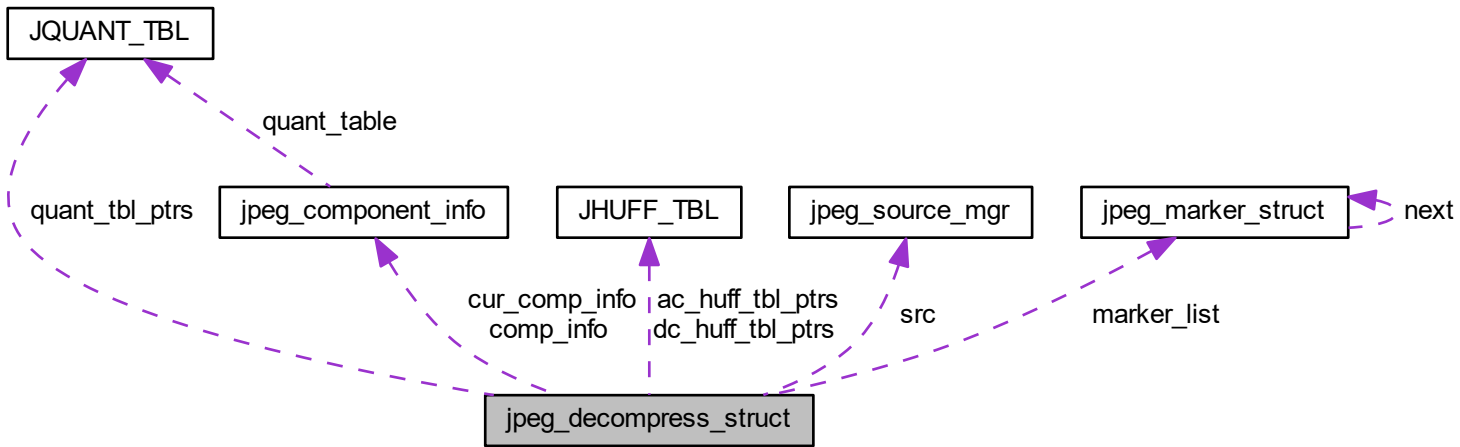 JQUANT_TBL
quant_table
quant_tbl_ptrs
jpeg_component_info
JHUFF_TBL
jpeg_source_mgr
jpeg_marker_struct
next
cur_comp_info
comp_info
ac_huff_tbl_ptrs
dc_huff_tbl_ptrs
src
marker_list
jpeg_decompress_struct